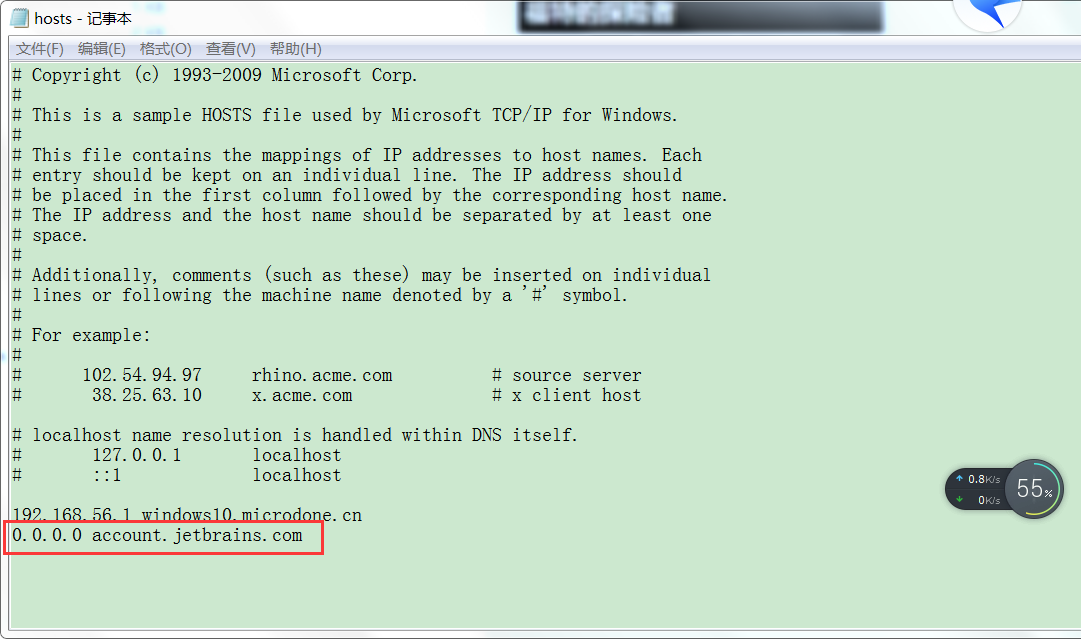 hosts - 记事本
文件(F) 编辑(E) 格式(O) 查看(V) 帮助(H)
# Copyright (c) 1993-2009 Microsoft Corp.
#
# This is a sample HOSTS file used by Microsoft TCP/IP for Windows.
#
# This file contains the mappings of IP addresses to host names. Each
# entry should be kept on an individual line. The IP address should
# be placed in the first column followed by the corresponding host name.
# The IP address and the host name should be separated by at least one
# space.
#
# Additionally, comments (such as these) may be inserted on individual
# lines or following the machine name denoted by a '#' symbol.
#
# For example:
#
#      102.54.94.97     rhino.acme.com          # source server
#       38.25.63.10     x.acme.com              # x client host
# localhost name resolution is handled within DNS itself.
#       127.0.0.1       localhost
#       ::1             localhost
192.168.56.1 windows10.microdone.cn
0.0.0.0 account.jetbrains.com
0.8K/s
0K/s
55%